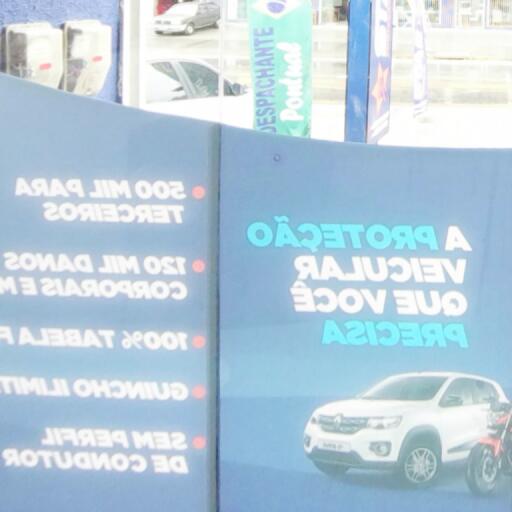 DESPACHANTE
Pontual
A PROTEÇÃO
VEICULAR
QUE VOCÊ
PRECISA
500 MIL PARA
TERCEIROS
120 MIL DANOS
CORPORAIS E M
100% TABELA F
GUINCHO ILIMIT
SEM PERFIL
DE CONDUTOR